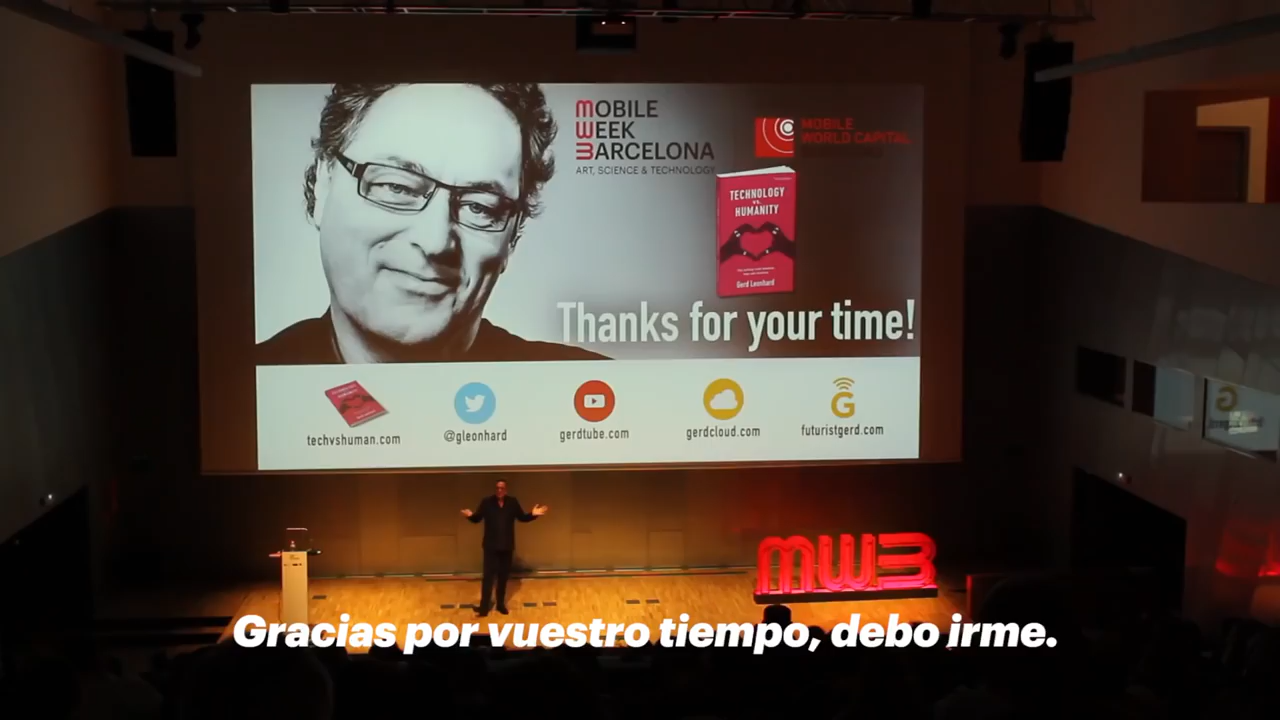 MOBILE
WEEK
BARCELONA
ART, SCIENCE & TECHNOLOGY
MOBILE
WORLD CAPITAL
TECHNOLOGY
vs.
HUMANITY
Gerd Leonhard
Thanks for your time!
techvshuman.com
@gleonhard
gerdtube.com
gerdcloud.com
G
futuristgerd.com
G
MWB
Gracias por vuestro tiempo, debo irme.